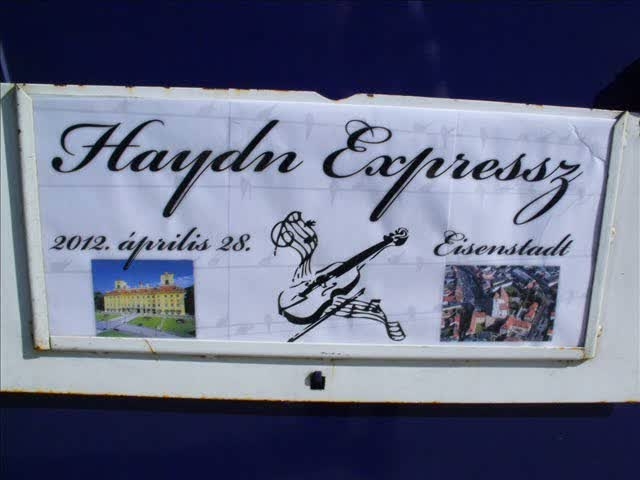 Haydn Expressz
2012. április 28.
Eisenstadt